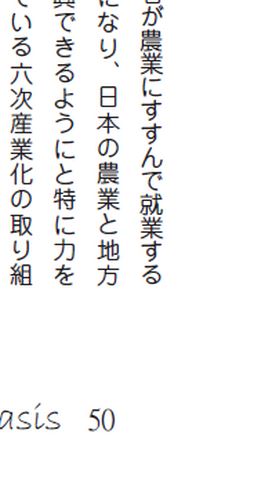 が農業にすすんで就業する
になり、日本の農業と地方
興できるようにと特に力を
ている六次産業化の取り組
asis 50